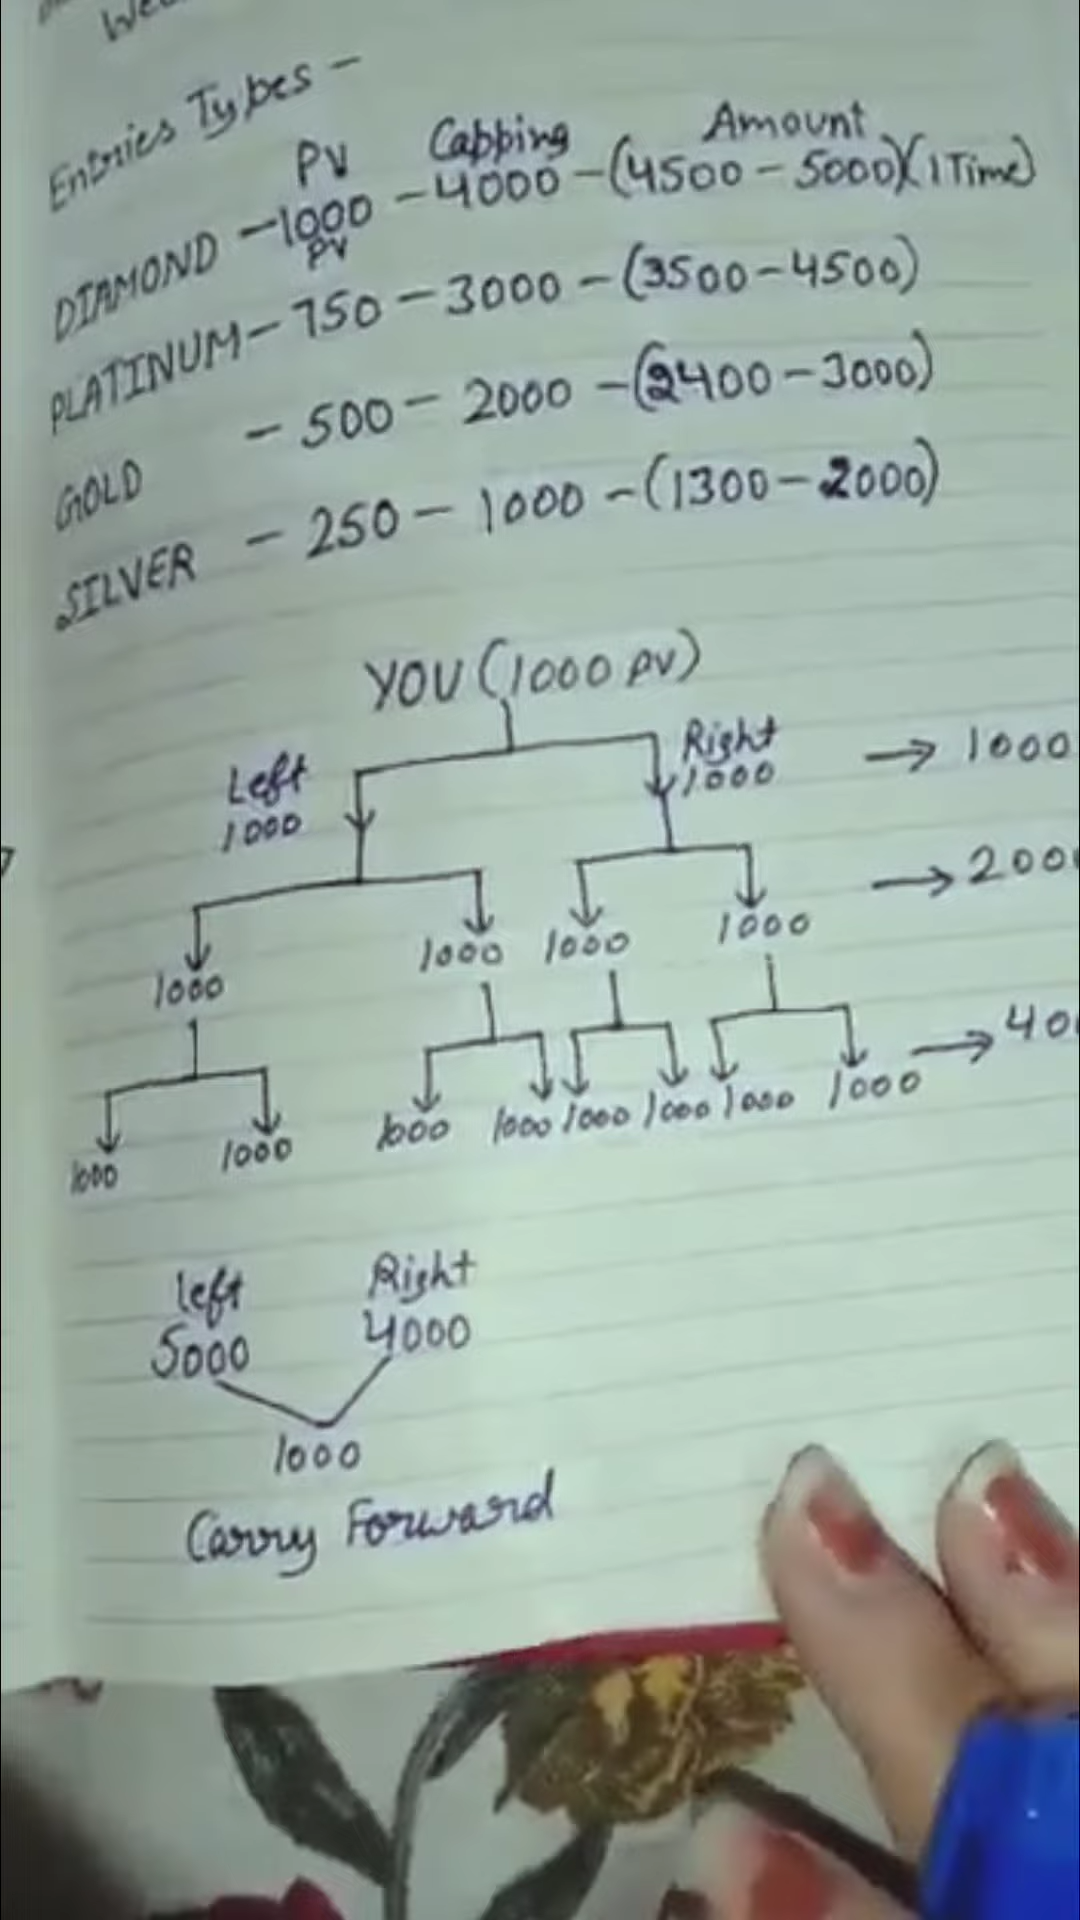 We
Entries Types -
PV Capping Amount
DIAMOND - 1000 - 4000 - (4500 - 5000)(1 Time)
PV
PLATINUM - 750 - 3000 - (3500 - 4500)
GOLD - 500 - 2000 - (2400 - 3000)
SILVER - 250 - 1000 - (1300 - 2000)
YOU (1000 PV)
Left Right
1000 1000 → 1000
1000 1000 1000 1000 → 200
1000 1000 1000 1000 1000 1000 1000 1000 → 40
left Right
5000 4000
1000
Carry Forward